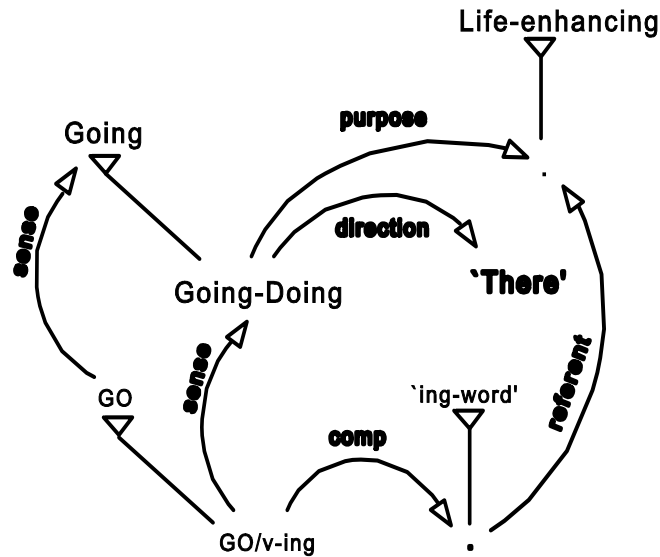 Life-enhancing
purpose
Going
.
sense
direction
`There'
Going-Doing
sense
referent
GO
`ing-word'
comp
GO/v-ing
.